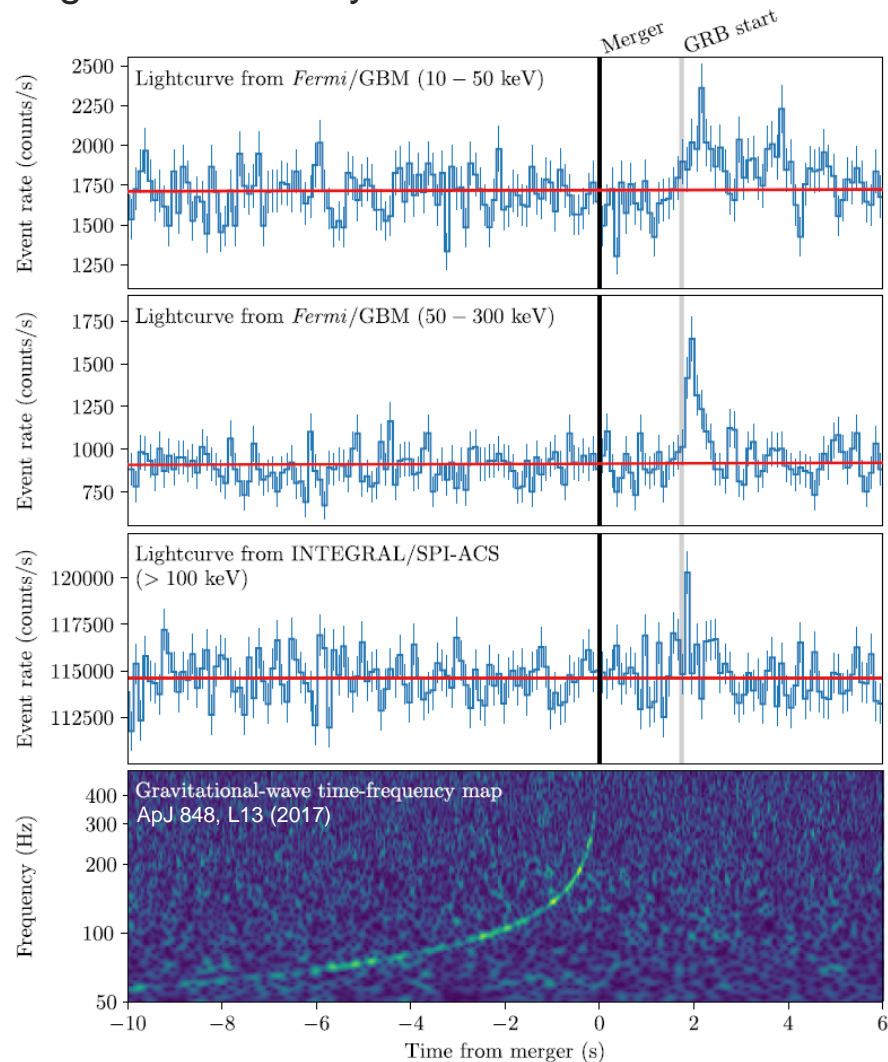 Merger
GRB start
Lightcurve from Fermi/GBM (10 – 50 keV)
Event rate (counts/s)
2500
2250
2000
1750
1500
1250
Lightcurve from Fermi/GBM (50 – 300 keV)
Event rate (counts/s)
1750
1500
1250
1000
750
Lightcurve from INTEGRAL/SPI-ACS
(> 100 keV)
Event rate (counts/s)
120000
117500
115000
112500
Gravitational-wave time-frequency map
ApJ 848, L13 (2017)
Frequency (Hz)
400
300
200
100
50
−10 −8 −6 −4 −2 0 2 4 6
Time from merger (s)